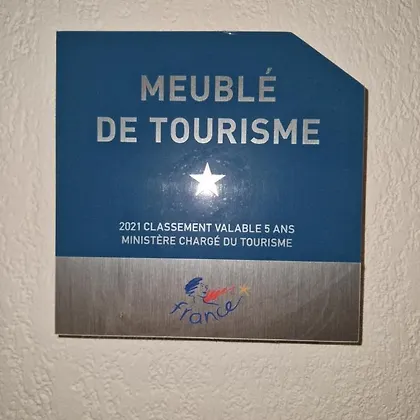 MEUBLÉ
DE TOURISME
2021 CLASSEMENT VALABLE 5 ANS
MINISTÈRE CHARGÉ DU TOURISME
france